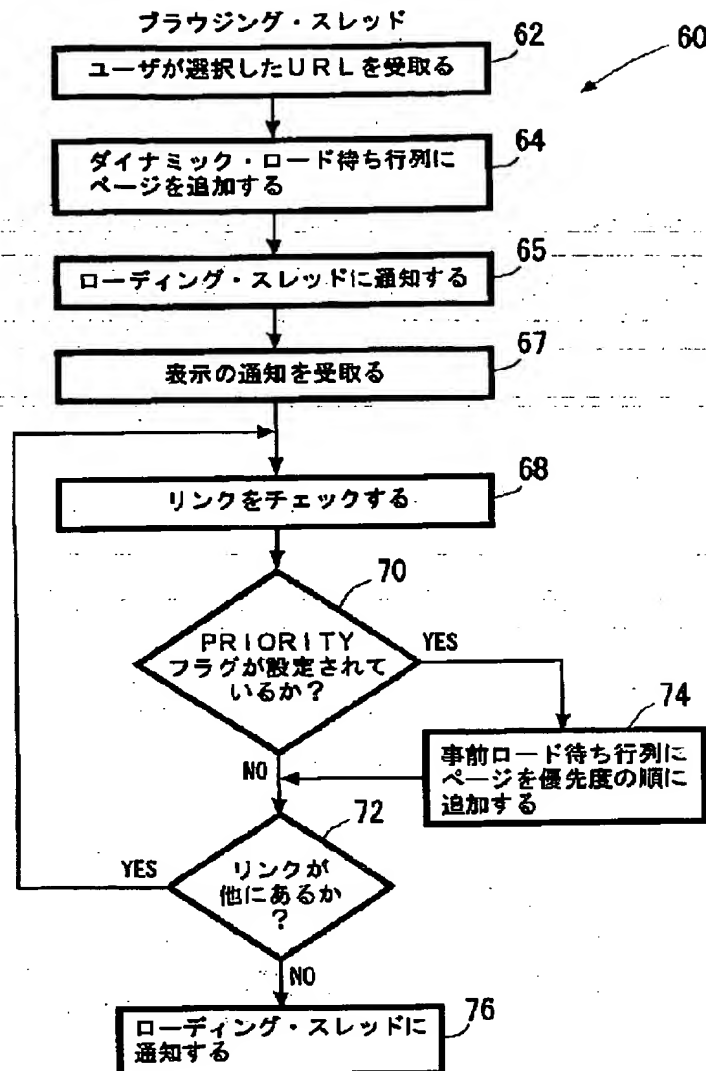 ブラウジング・スレッド
62
60
ユーザが選択したURLを受取る
64
ダイナミック・ロード待ち行列に
ページを追加する
65
ローディング・スレッドに通知する
67
表示の通知を受取る
68
リンクをチェックする
70
PRIORITY
フラグが設定されて
いるか?
YES
74
事前ロード待ち行列に
ページを優先度の順に
追加する
NO
72
リンクが
他にあるか
?
YES
NO
76
ローディング・スレッドに
通知する